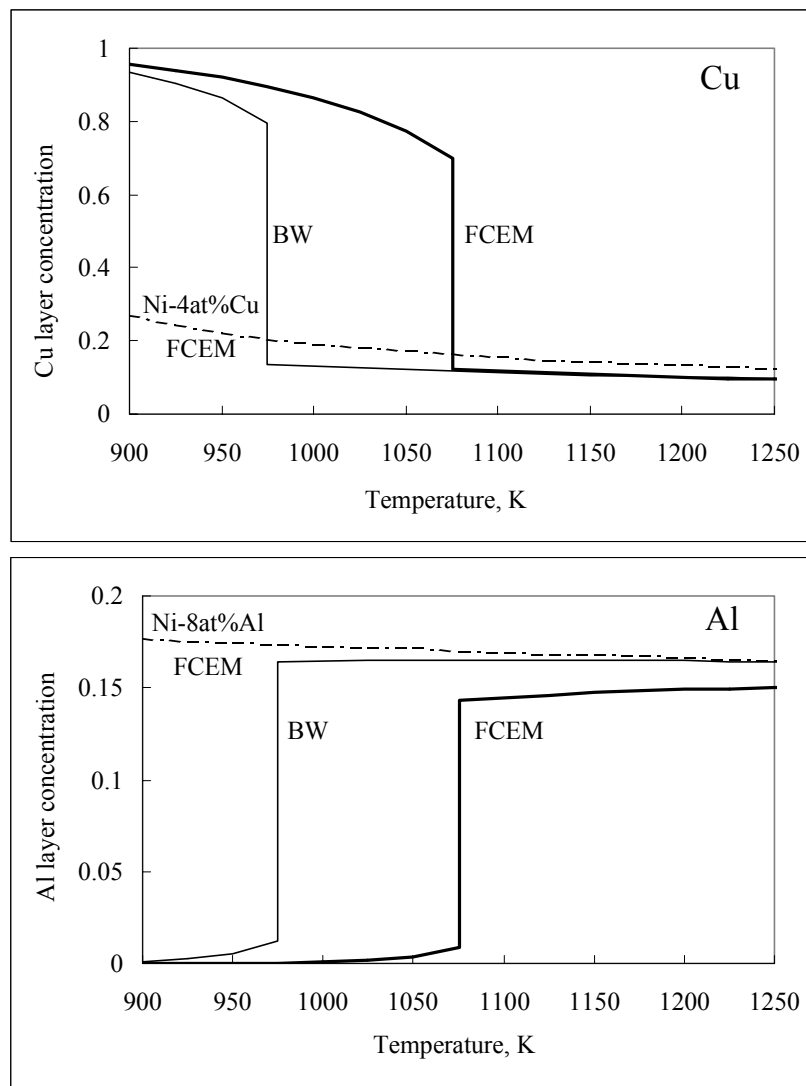 Cu
1
0.8
0.6
0.4
0.2
0
Cu layer concentration
BW
FCEM
Ni-4at%Cu
FCEM
900 950 1000 1050 1100 1150 1200 1250
Temperature, K
Al
0.2
0.15
0.1
0.05
0
Al layer concentration
Ni-8at%Al
FCEM
BW
FCEM
900 950 1000 1050 1100 1150 1200 1250
Temperature, K